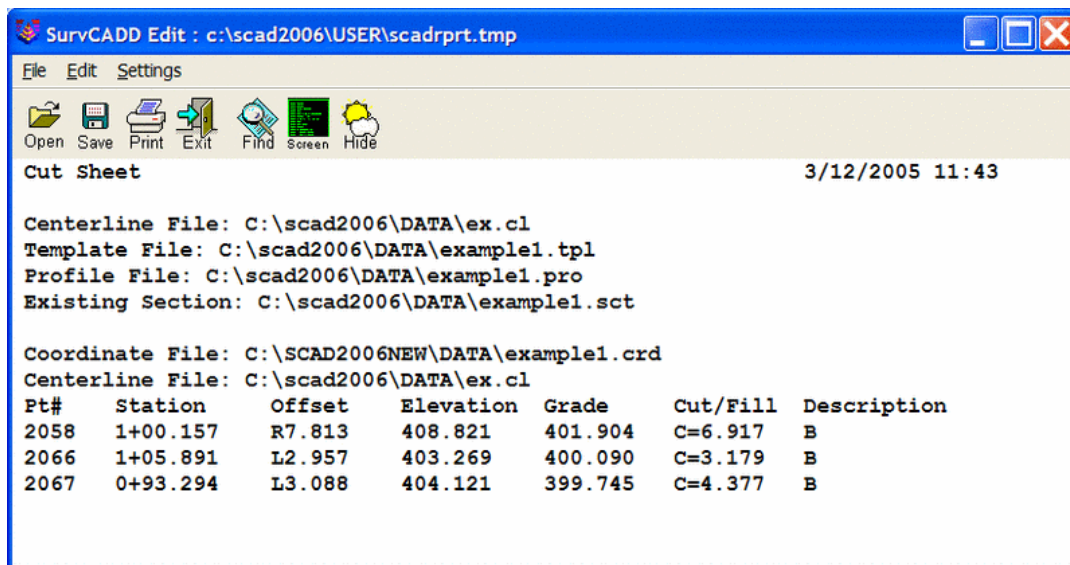 SurvCADD Edit : c:\scad2006\USER\scadrprt.tmp
File Edit Settings
Open Save Print Exit Find Screen Hide
Cut Sheet 3/12/2005 11:43
Centerline File: C:\scad2006\DATA\ex.cl
Template File: C:\scad2006\DATA\example1.tpl
Profile File: C:\scad2006\DATA\example1.pro
Existing Section: C:\scad2006\DATA\example1.sct
Coordinate File: C:\SCAD2006NEW\DATA\example1.crd
Centerline File: C:\scad2006\DATA\ex.cl
Pt# Station Offset Elevation Grade Cut/Fill Description
2058 1+00.157 R7.813 408.821 401.904 C=6.917 B
2066 1+05.891 L2.957 403.269 400.090 C=3.179 B
2067 0+93.294 L3.088 404.121 399.745 C=4.377 B